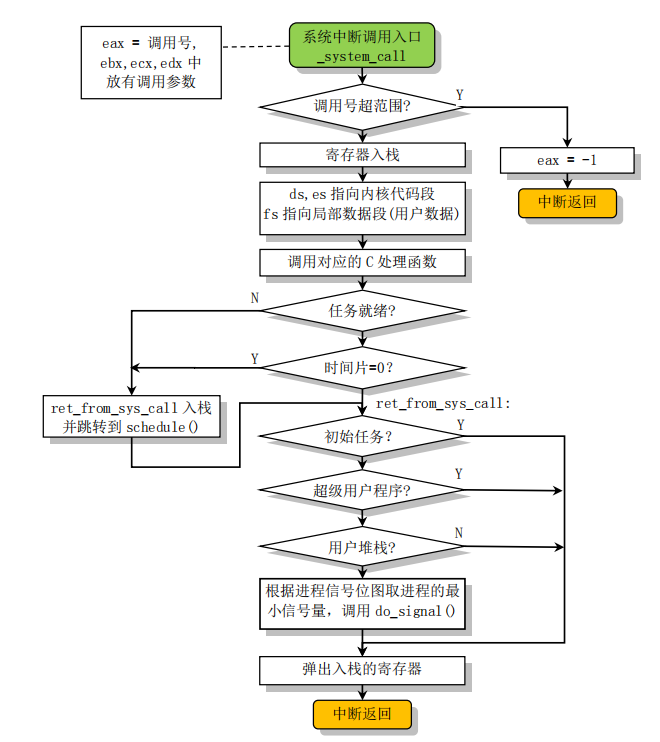 eax = 调用号,
ebx,ecx,edx 中
放有调用参数
系统中断调用入口
_system_call
调用号超范围?
Y
寄存器入栈
eax = -1
ds,es 指向内核代码段
fs 指向局部数据段(用户数据)
中断返回
调用对应的 C 处理函数
N
任务就绪?
Y
时间片=0?
ret_from_sys_call 入栈
并跳转到 schedule()
ret_from_sys_call:
初始任务?
Y
超级用户程序?
Y
用户堆栈?
N
根据进程信号位图取进程的最
小信号量, 调用 do_signal()
弹出入栈的寄存器
中断返回